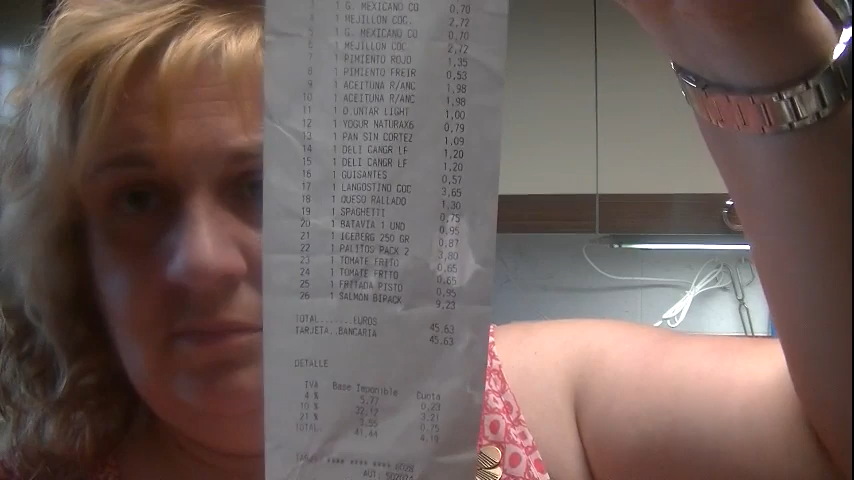 1 G. MEXICANO CU 0,70
1 MEJILLON COC. 2,72
5 1 G. MEXICANO CU 0,70
6 1 MEJILLON COC. 2,72
7 1 PIMIENTO ROJO 1,35
8 1 PIMIENTO FREIR 0,53
9 1 ACEITUNA R/ANC 1,98
10 1 ACEITUNA R/ANC 1,98
11 1 D.UNTAR LIGHT 1,00
12 1 YOGUR NATURAX6 0,79
13 1 PAN SIN CORTEZ 1,09
14 1 DELI CANGR LF 1,20
15 1 DELI CANGR LF 1,20
16 1 GUISANTES 0,57
17 1 LANGOSTINO COC 3,65
18 1 QUESO RALLADO 1,30
19 1 SPAGHETTI 0,75
20 1 BATAVIA 1 UND 0,95
21 1 ICEBERG 250 GR 0,87
22 1 PALITOS PACK 2 3,80
23 1 TOMATE FRITO 0,65
24 1 TOMATE FRITO 0,65
25 1 FRITADA PISTO 0,95
26 1 SALMON BIPACK 9,23
TOTAL.......EUROS 45,63
TARJETA..BANCARIA 45,63
DETALLE
IVA Base Imponible Cuota
4 % 5,77 0,23
10 % 32,12 3,21
21 % 3,55 0,75
TOTAL. 41,44 4,19
**** **** **** 6028
AUT.